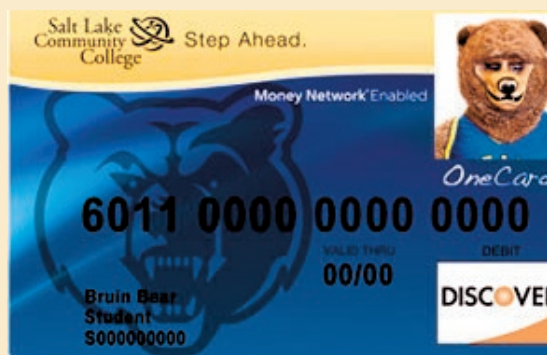 Salt Lake
Community
College
Step Ahead.
Money Network Enabled
OneCard
6011 0000 0000 0000
VALID THRU
DEBIT
00/00
Bruin Bear
Student
S00000000
DISCOVER